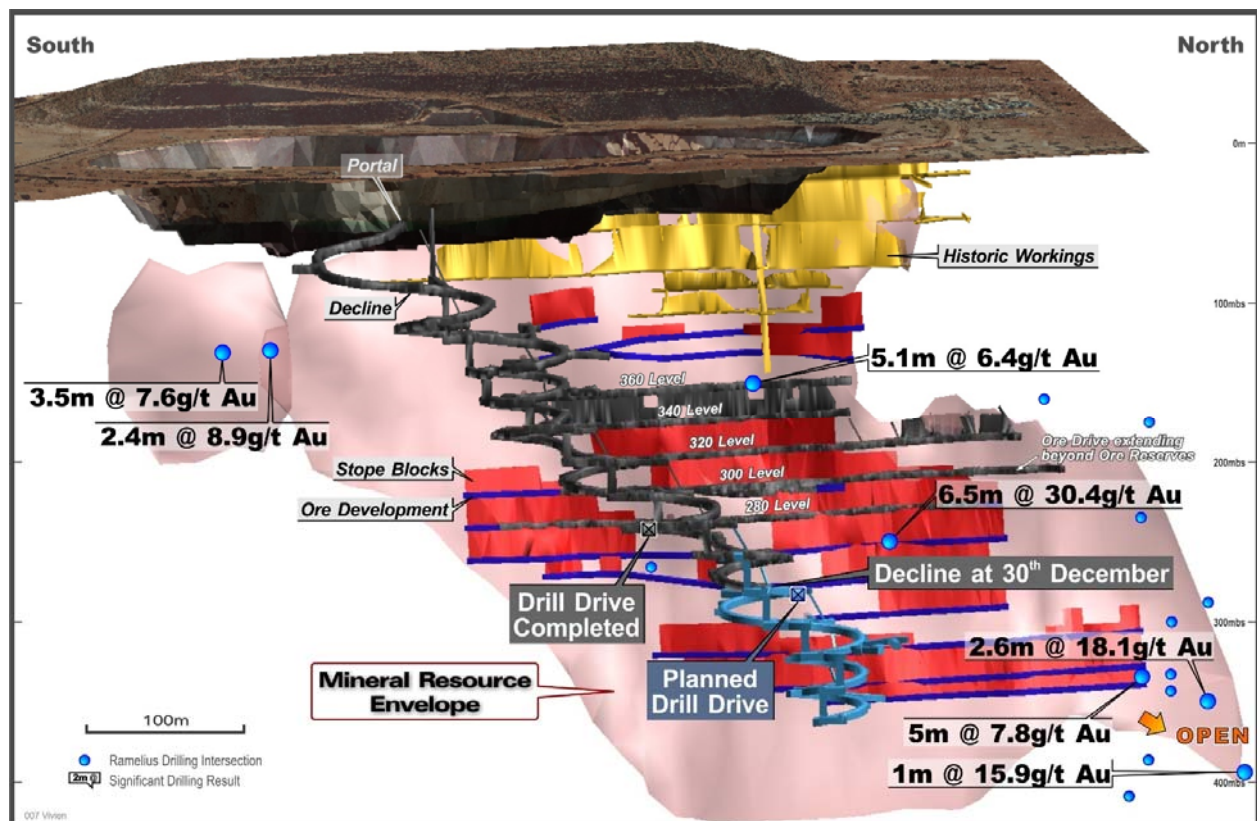 South
North
Portal
0m
Historic Workings
Decline
100mbs
5.1m @ 6.4g/t Au
360 Level
3.5m @ 7.6g/t Au
340 Level
2.4m @ 8.9g/t Au
320 Level
Ore Drive extending
beyond Ore Reserves
200mbs
Stope Blocks
300 Level
6.5m @ 30.4g/t Au
Ore Development
280 Level
Decline at 30th December
Drill Drive
Completed
300mbs
2.6m @ 18.1g/t Au
Mineral Resource
Envelope
Planned
Drill Drive
100m
5m @ 7.8g/t Au
OPEN
Ramelius Drilling Intersection
1m @ 15.9g/t Au
2m @
Significant Drilling Result
400mbs
007 Vivien